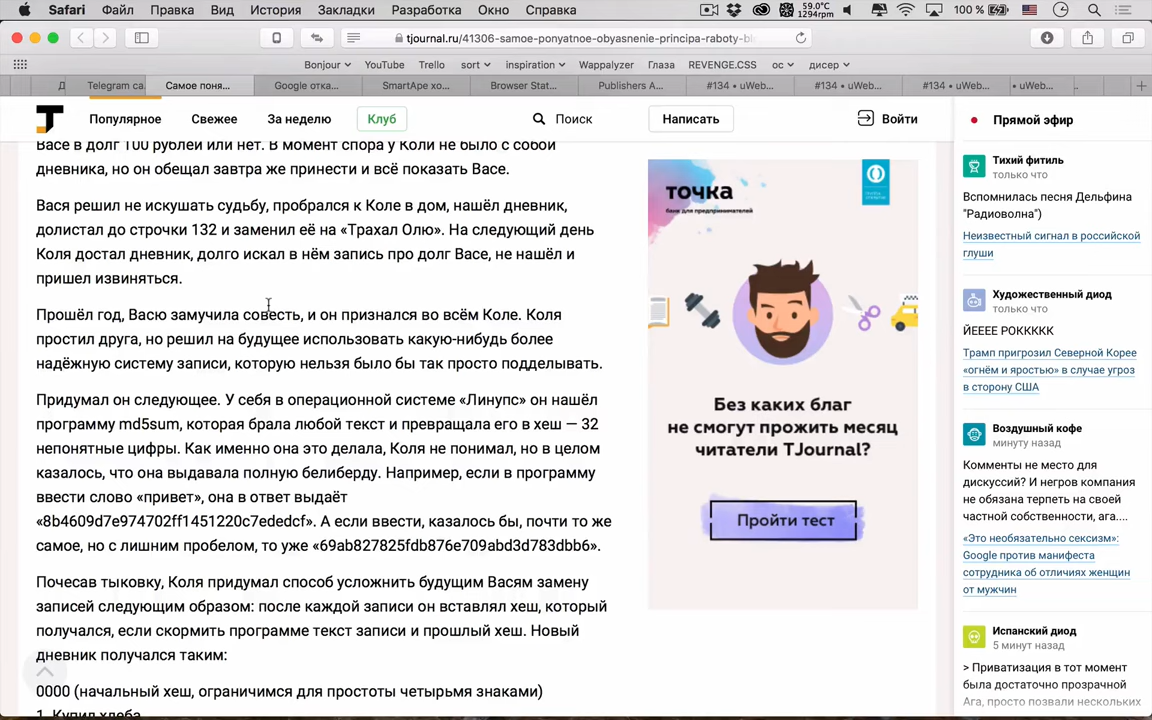 Safari Файл Правка Вид История Закладки Разработка Окно Справка
59.0°C
1294rpm
100 %
tjournal.ru/41306-samoe-ponyatnoe-obyasnenie-principa-raboty-bl
Bonjour YouTube Trello sort inspiration Wappalyzer Глаза REVENGE.CSS ос дисер
Д Telegram ca... Самое поня... Google отка... SmartApe хо... Browser Stat... Publishers A... #134 • uWeb... #134 • uWeb... #134 • uWeb... • uWeb...
Популярное Свежее За неделю Клуб Поиск Написать Войти
Прямой эфир
Васе в долг 100 рублей или нет. В момент спора у Коли не было с собой
дневника, но он обещал завтра же принести и всё показать Васе.
Вася решил не искушать судьбу, пробрался к Коле в дом, нашёл дневник,
долистал до строчки 132 и заменил её на «Трахал Олю». На следующий день
Коля достал дневник, долго искал в нём запись про долг Васе, не нашёл и
пришел извиняться.
Прошёл год, Васю замучила совесть, и он признался во всём Коле. Коля
простил друга, но решил на будущее использовать какую-нибудь более
надёжную систему записи, которую нельзя было бы так просто подделывать.
Придумал он следующее. У себя в операционной системе «Линупс» он нашёл
программу md5sum, которая брала любой текст и превращала его в хеш — 32
непонятные цифры. Как именно она это делала, Коля не понимал, но в целом
казалось, что она выдавала полную белиберду. Например, если в программу
ввести слово «привет», она в ответ выдаёт
«8b4609d7e974702ff1451220c7ededcf». А если ввести, казалось бы, почти то же
самое, но с лишним пробелом, то уже «69ab827825fdb876e709abd3d783dbb6».
Почесав тыковку, Коля придумал способ усложнить будущим Васям замену
записей следующим образом: после каждой записи он вставлял хеш, который
получался, если скормить программе текст записи и прошлый хеш. Новый
дневник получался таким:
0000 (начальный хеш, ограничимся для простоты четырьмя знаками)
1. Купил хлеба
точка
банк для предпринимателей
Без каких благ
не смогут прожить месяц
читатели TJournal?
Пройти тест
Тихий фитиль
только что
Вспомнилась песня Дельфина
"Радиоволна")
Неизвестный сигнал в российской
глуши
Художественный диод
только что
ЙЕЕЕЕ РОКККKK
Трамп пригрозил Северной Корее
«огнём и яростью» в случае угроз
в сторону США
Воздушный кофе
минуту назад
Комменты не место для
дискуссий? И негров компания
не обязана терпеть на своей
частной собственности, ага....
«Это необязательно сексизм»:
Google против манифеста
сотрудника об отличиях женщин
от мужчин
Испанский диод
5 минут назад
> Приватизация в тот момент
была достаточно прозрачной
Ага, просто позвали нескольких